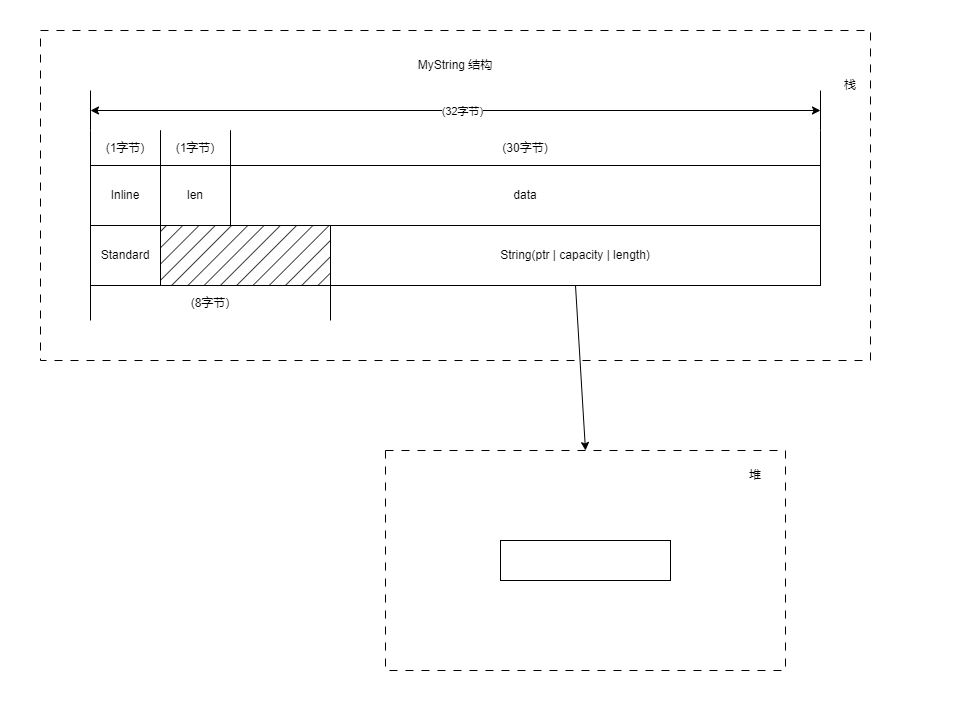 MyString 结构
栈
(32字节)
(1字节) (1字节) (30字节)
Inline len data
Standard String(ptr | capacity | length)
(8字节)
堆